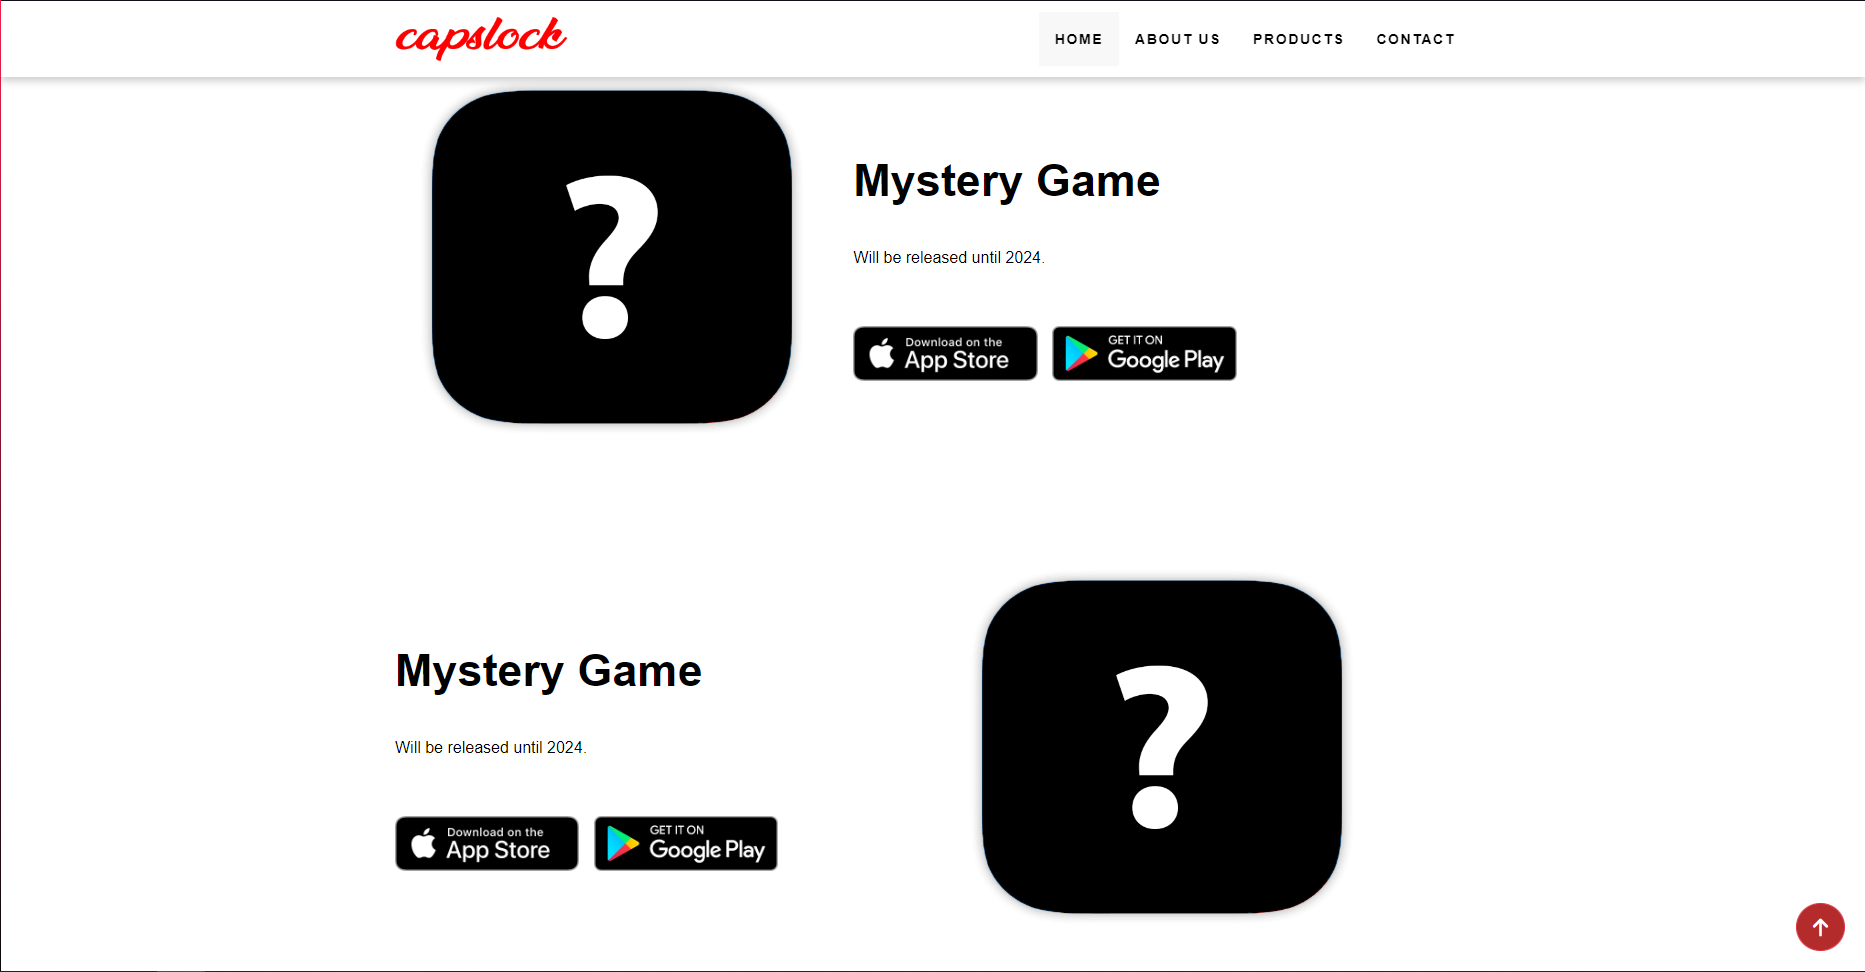 capslock
HOME ABOUT US PRODUCTS CONTACT
?
Mystery Game
Will be released until 2024.
Download on the
App Store
GET IT ON
Google Play
Mystery Game
Will be released until 2024.
Download on the
App Store
GET IT ON
Google Play
?